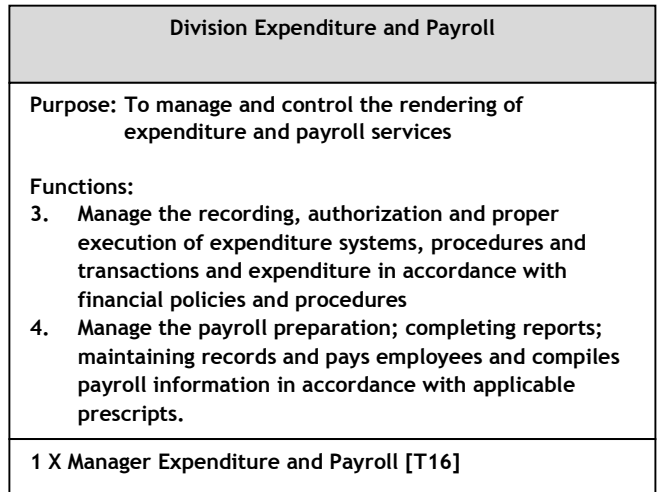 Division Expenditure and Payroll
Purpose: To manage and control the rendering of
expenditure and payroll services
Functions:
3. Manage the recording, authorization and proper
execution of expenditure systems, procedures and
transactions and expenditure in accordance with
financial policies and procedures
4. Manage the payroll preparation; completing reports;
maintaining records and pays employees and compiles
payroll information in accordance with applicable
prescripts.
1 X Manager Expenditure and Payroll [T16]